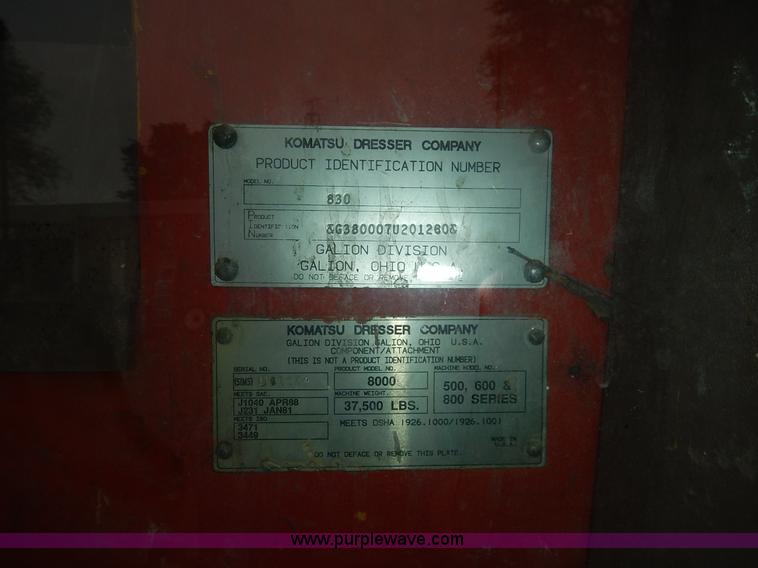 KOMATSU DRESSER COMPANY
PRODUCT IDENTIFICATION NUMBER
MODEL NO.
830
PRODUCT
IDENTIFICATION
NUMBER
&G380007U201260&
GALION DIVISION
GALION, OHIO U.S.A.
DO NOT DEFACE OR REMOVE
KOMATSU DRESSER COMPANY
GALION DIVISION GALION, OHIO U.S.A.
COMPONENT/ATTACHMENT
(THIS IS NOT A PRODUCT IDENTIFICATION NUMBER)
SERIAL NO. PRODUCT MODEL NO. MACHINE MODEL NO.
(SIMS) 8000 500, 600 &
800 SERIES
MEETS SAE MACHINE WEIGHT
J1040 APR88
J231 JAN81 37,500 LBS.
MEETS ISO
3471
3449
MEETS OSHA 1926.1000/1926.1001
MADE IN
U.S.A.
DO NOT DEFACE OR REMOVE THIS PLATE
www.purplewave.com